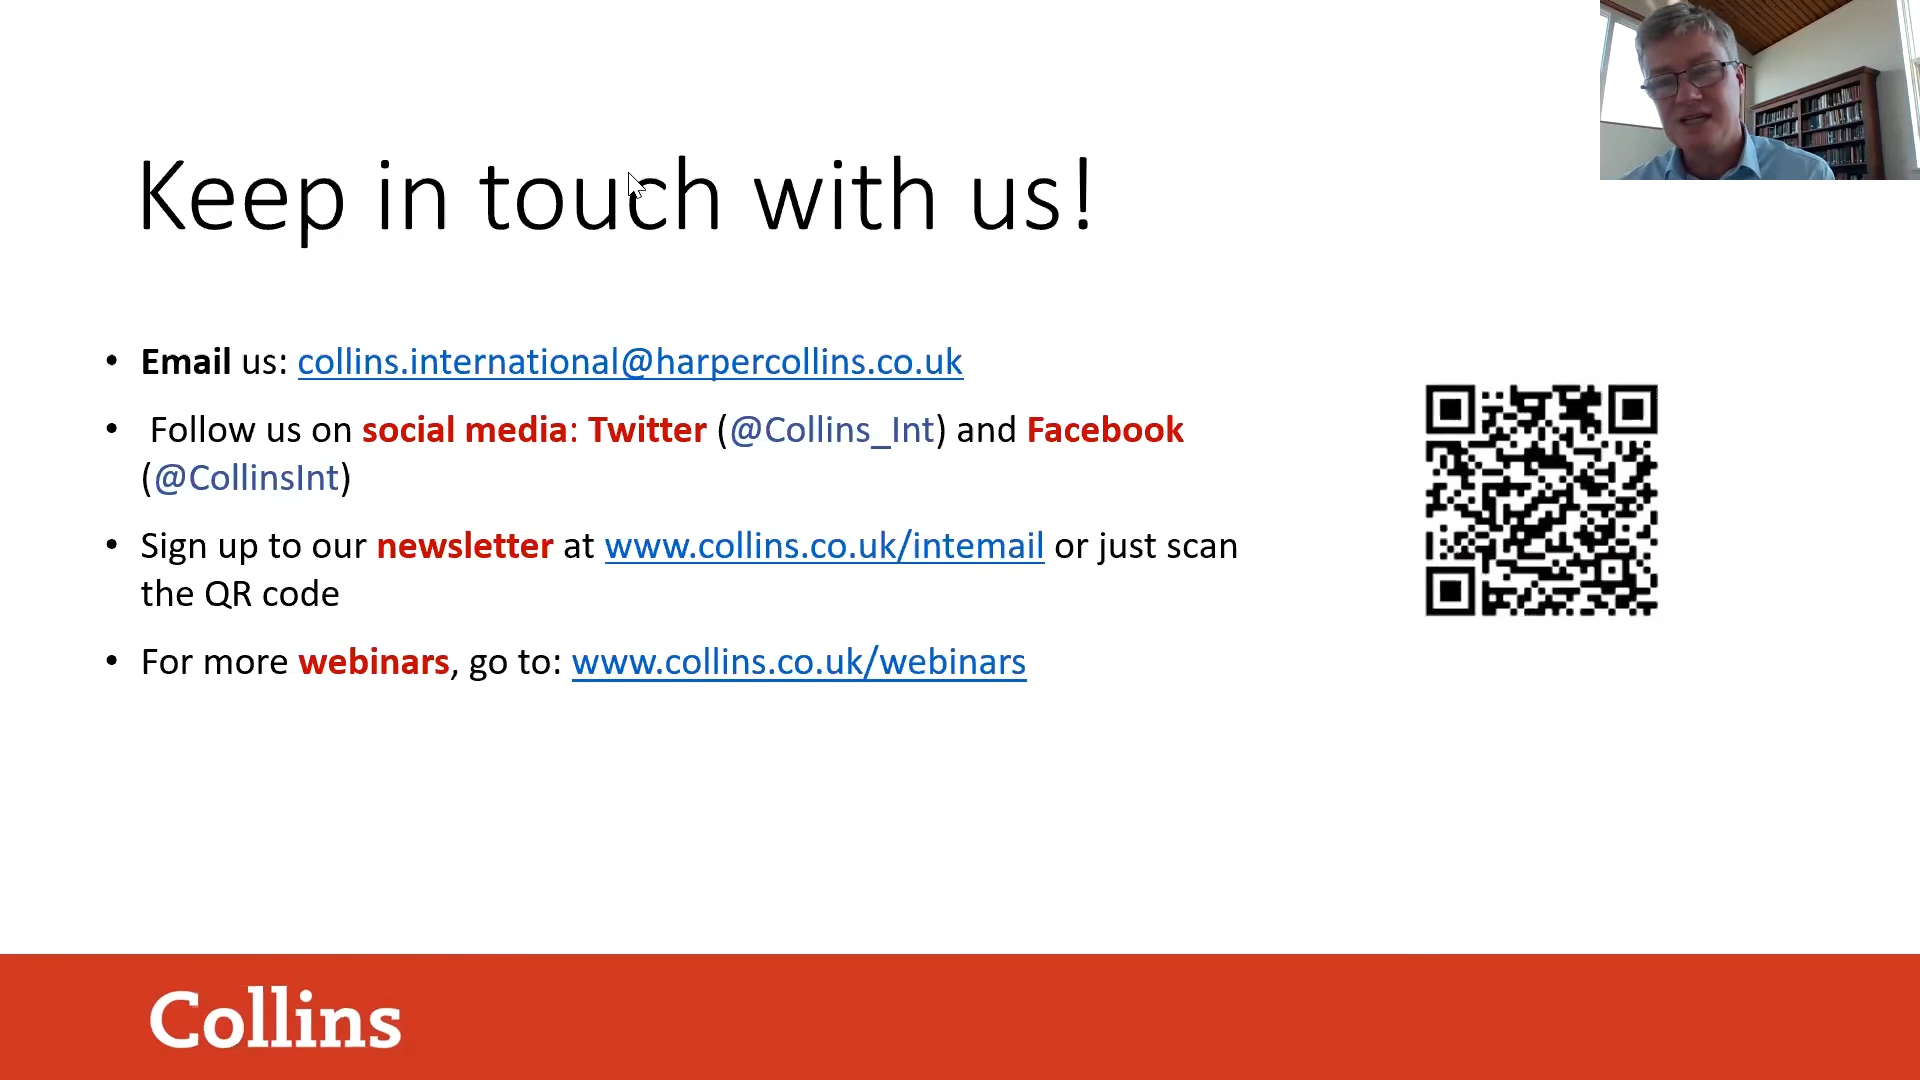 Keep in touch with us!
• Email us: collins.international@harpercollins.co.uk
• Follow us on social media: Twitter (@Collins_Int) and Facebook
(@CollinsInt)
• Sign up to our newsletter at www.collins.co.uk/intemail or just scan
the QR code
• For more webinars, go to: www.collins.co.uk/webinars
Collins